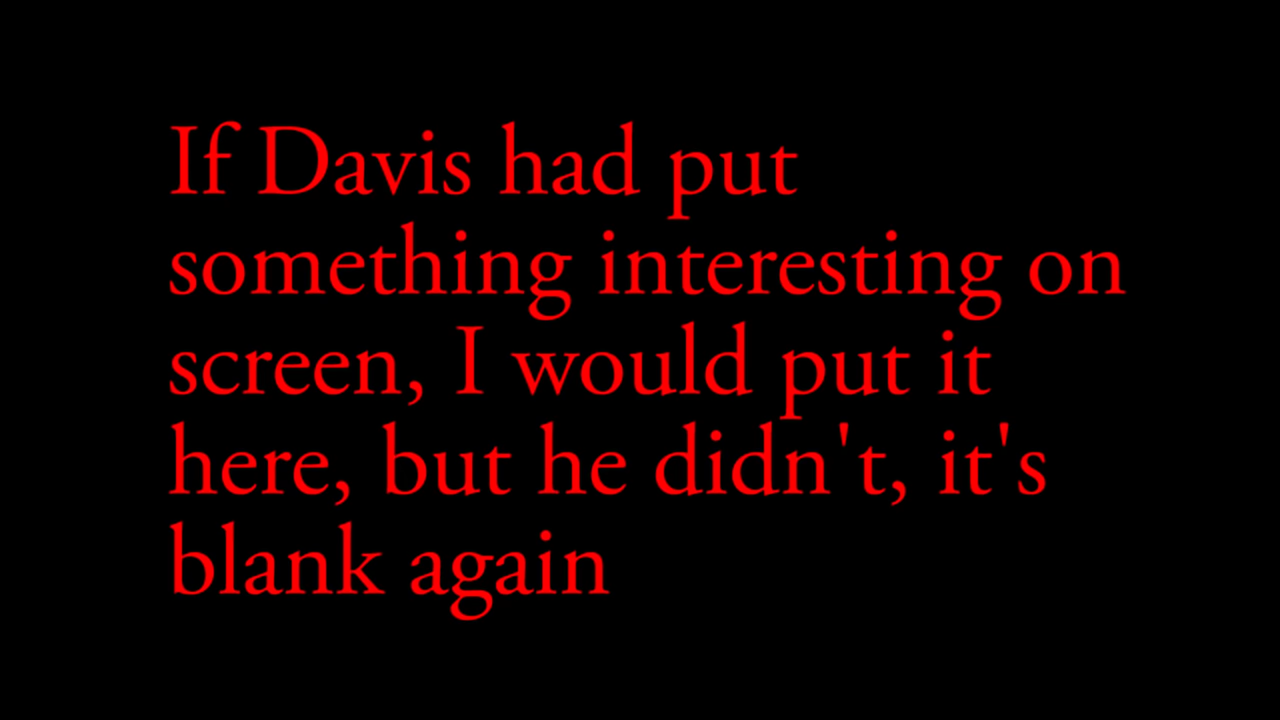 If Davis had put
something interesting on
screen, I would put it
here, but he didn't, it's
blank again